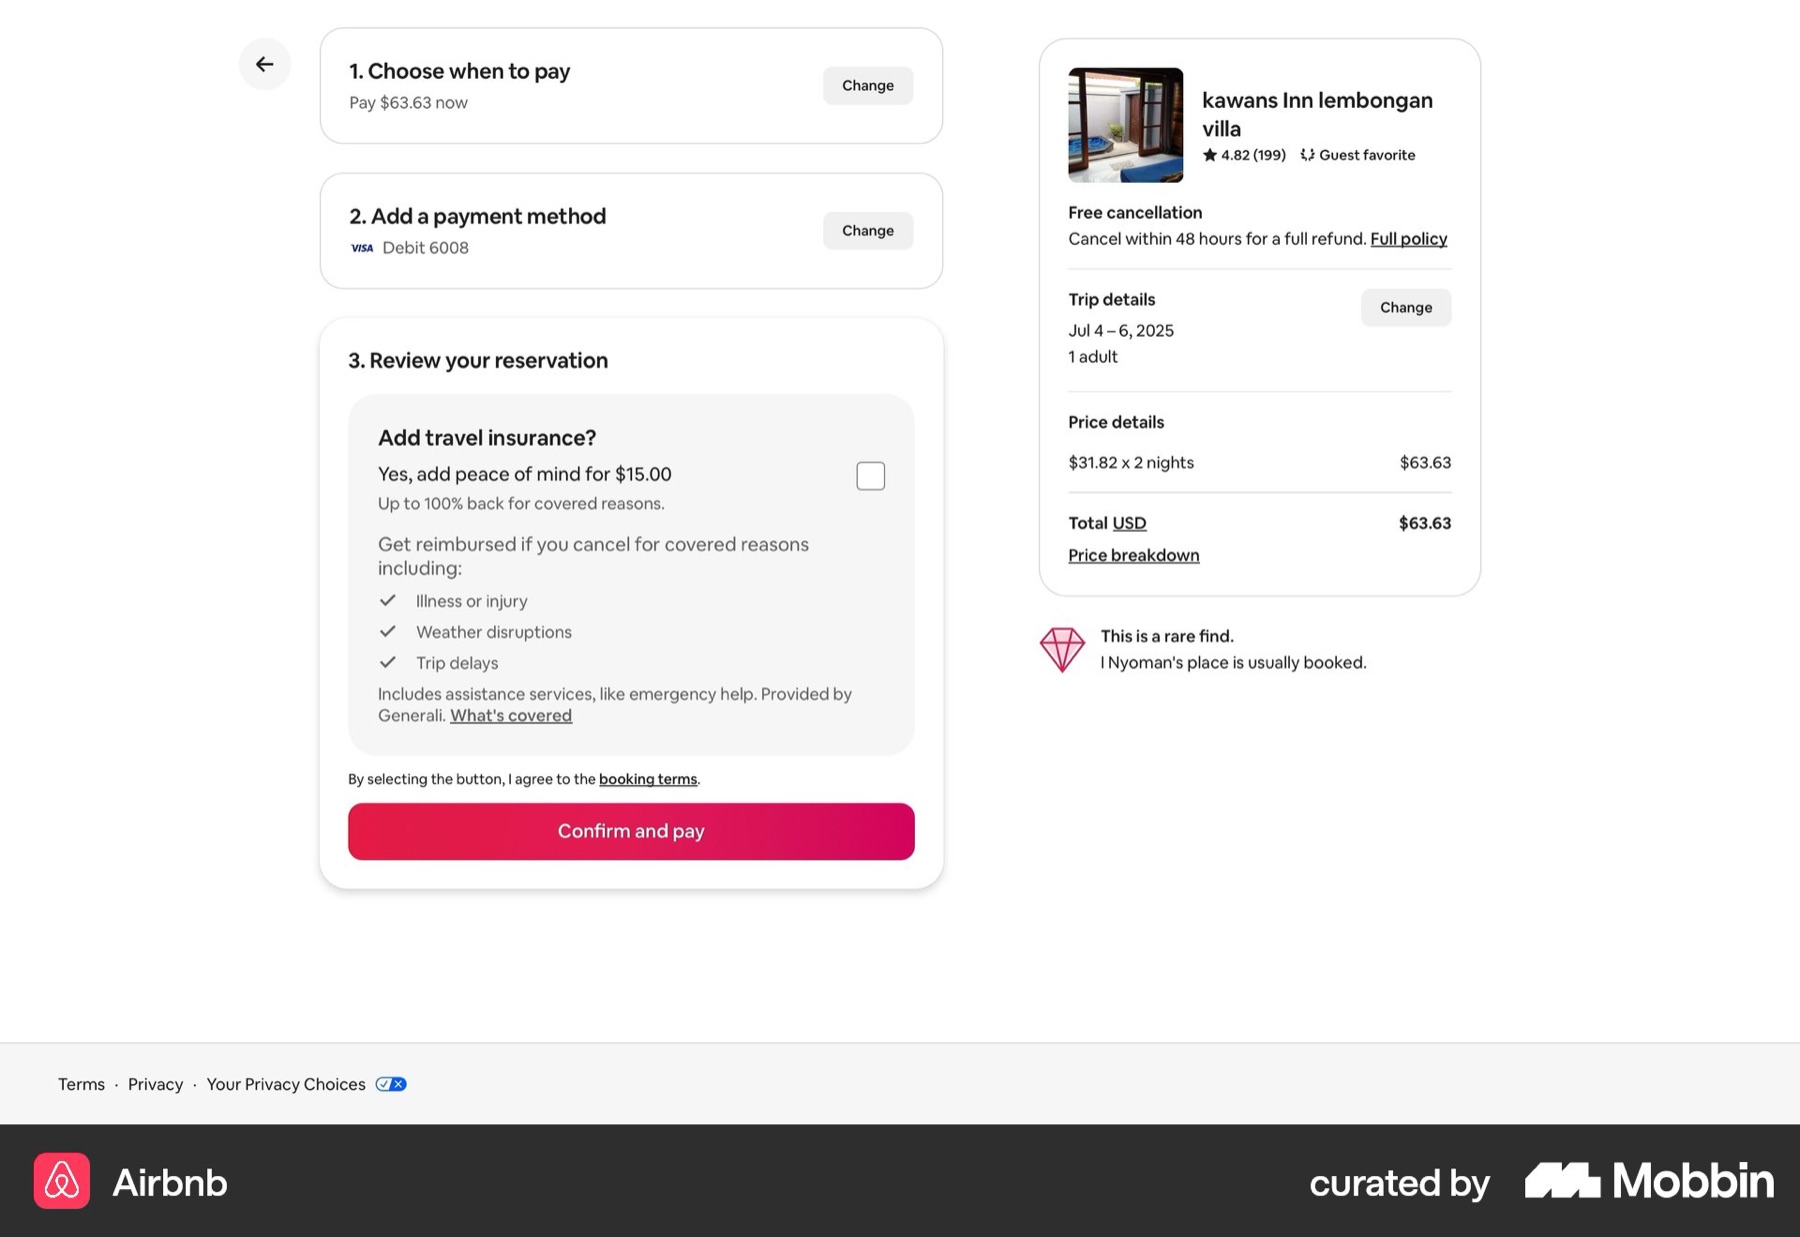 1. Choose when to pay
Pay $63.63 now
Change
2. Add a payment method
VISA Debit 6008
Change
3. Review your reservation
Add travel insurance?
Yes, add peace of mind for $15.00
Up to 100% back for covered reasons.
Get reimbursed if you cancel for covered reasons
including:
Illness or injury
Weather disruptions
Trip delays
Includes assistance services, like emergency help. Provided by
Generali. What's covered
By selecting the button, I agree to the booking terms.
Confirm and pay
kawans Inn lembongan
villa
4.82 (199) Guest favorite
Free cancellation
Cancel within 48 hours for a full refund. Full policy
Trip details
Change
Jul 4 – 6, 2025
1 adult
Price details
$31.82 x 2 nights $63.63
Total USD $63.63
Price breakdown
This is a rare find.
I Nyoman's place is usually booked.
Terms · Privacy · Your Privacy Choices
Airbnb
curated by Mobbin